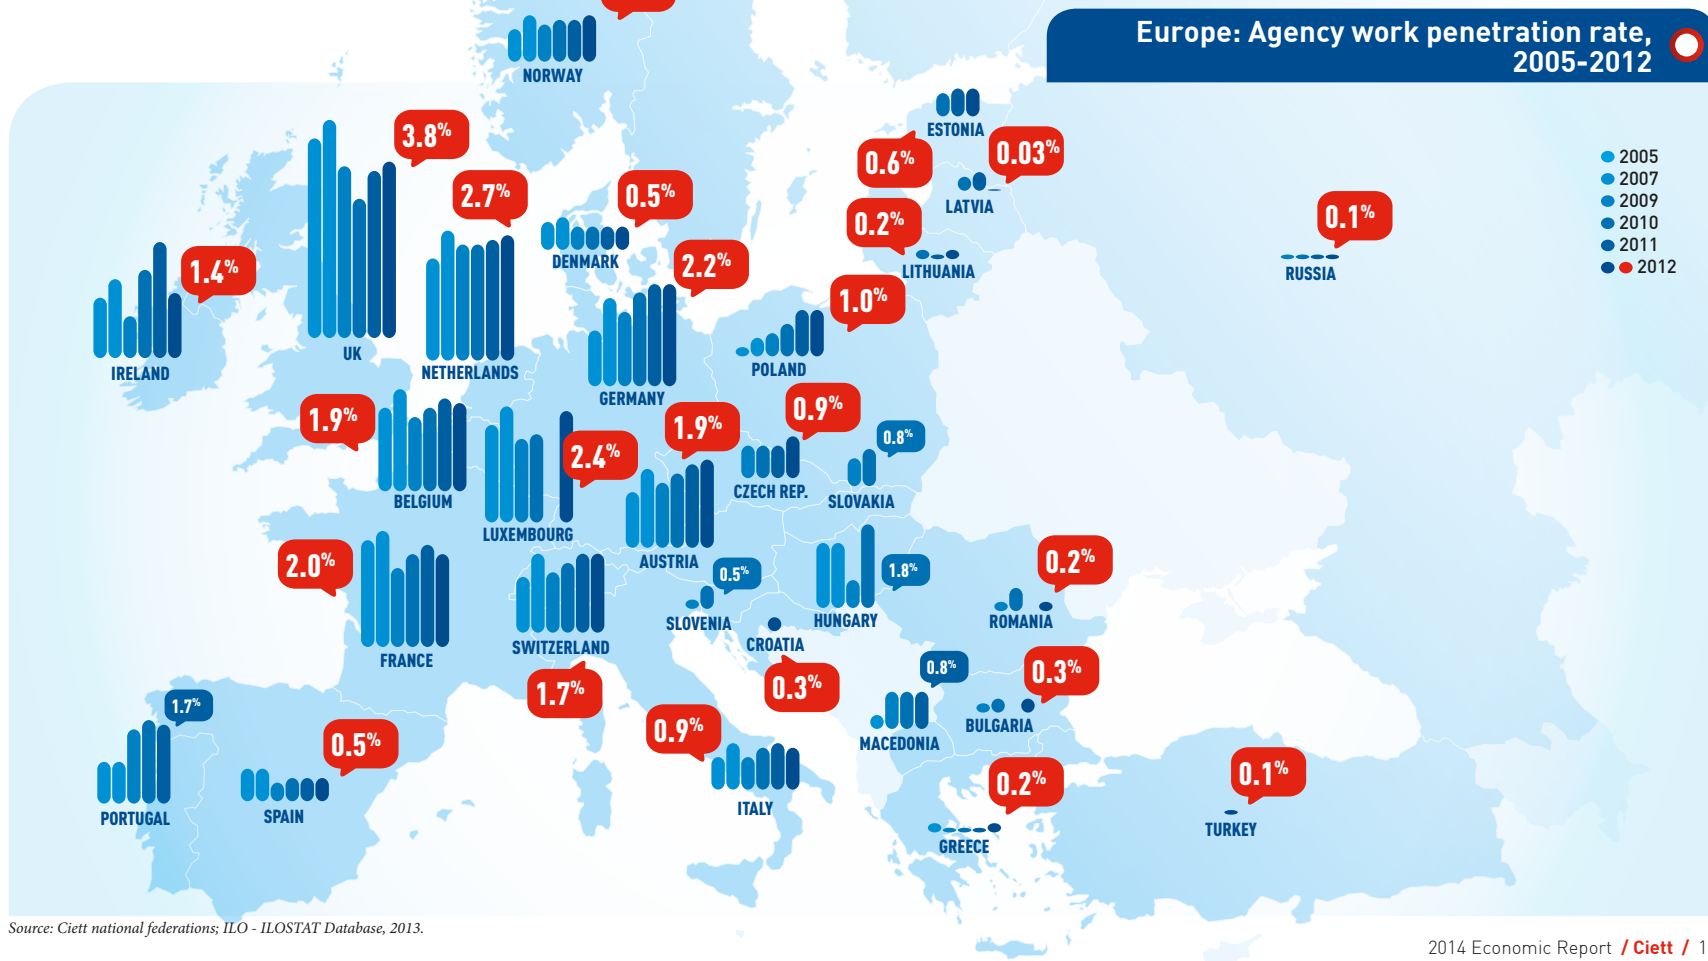 Europe: Agency work penetration rate,
2005-2012
NORWAY
ESTONIA
0.6%
0.03%
LATVIA
0.2%
LITHUANIA
0.1%
RUSSIA
2005
2007
2009
2010
2011
2012
3.8%
UK
2.7%
NETHERLANDS
0.5%
DENMARK
1.4%
IRELAND
2.2%
GERMANY
1.0%
POLAND
1.9%
BELGIUM
2.4%
LUXEMBOURG
1.9%
AUSTRIA
0.9%
CZECH REP.
0.8%
SLOVAKIA
2.0%
FRANCE
SWITZERLAND
1.7%
0.5%
SLOVENIA
CROATIA
0.3%
1.8%
HUNGARY
0.2%
ROMANIA
0.8%
MACEDONIA
0.3%
BULGARIA
1.7%
PORTUGAL
0.5%
SPAIN
0.9%
ITALY
0.2%
GREECE
0.1%
TURKEY
Source: Ciett national federations; ILO - ILOSTAT Database, 2013.
2014 Economic Report / Ciett / 1